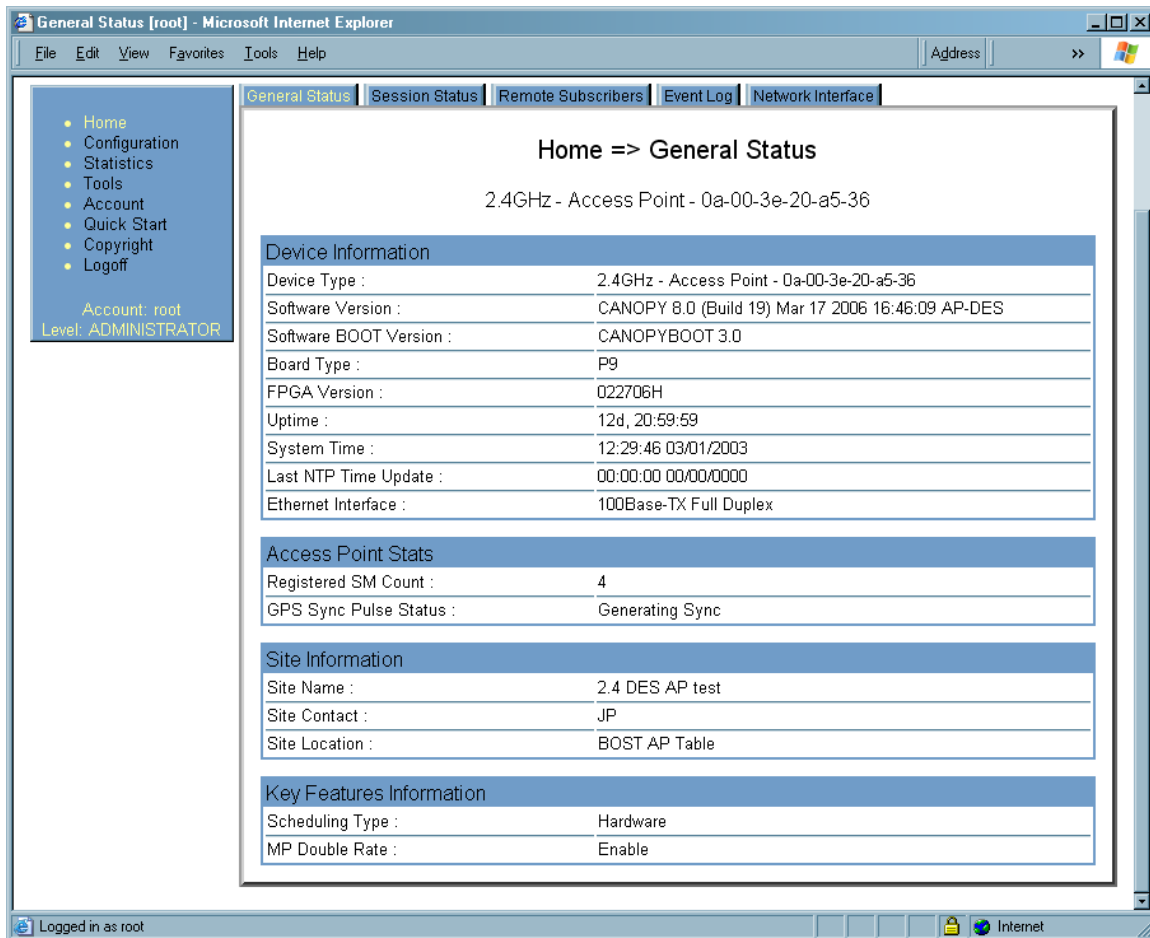 General Status [root] - Microsoft Internet Explorer
File Edit View Favorites Tools Help Address »
General Status Session Status Remote Subscribers Event Log Network Interface
Home
Configuration
Statistics
Tools
Account
Quick Start
Copyright
Logoff
Account: root
Level: ADMINISTRATOR
Home => General Status
2.4GHz - Access Point - 0a-00-3e-20-a5-36
Device Information
Device Type : 2.4GHz - Access Point - 0a-00-3e-20-a5-36
Software Version : CANOPY 8.0 (Build 19) Mar 17 2006 16:46:09 AP-DES
Software BOOT Version : CANOPYBOOT 3.0
Board Type : P9
FPGA Version : 022706H
Uptime : 12d, 20:59:59
System Time : 12:29:46 03/01/2003
Last NTP Time Update : 00:00:00 00/00/0000
Ethernet Interface : 100Base-TX Full Duplex
Access Point Stats
Registered SM Count : 4
GPS Sync Pulse Status : Generating Sync
Site Information
Site Name : 2.4 DES AP test
Site Contact : JP
Site Location : BOST AP Table
Key Features Information
Scheduling Type : Hardware
MP Double Rate : Enable
Logged in as root Internet